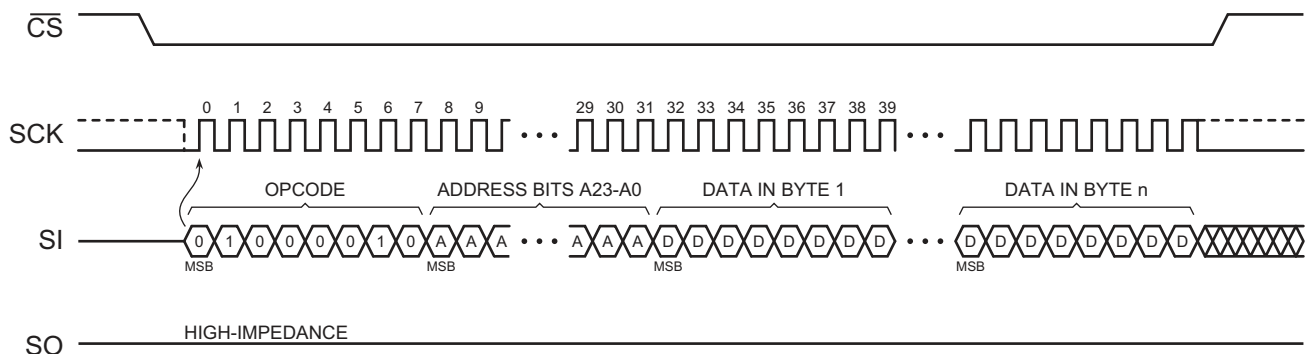 CS
0 1 2 3 4 5 6 7 8 9 29 30 31 32 33 34 35 36 37 38 39
SCK
OPCODE ADDRESS BITS A23-A0 DATA IN BYTE 1 DATA IN BYTE n
SI 0 1 0 0 0 0 1 0 A A A A A A D D D D D D D D D D D D D D D D
MSB MSB MSB MSB
HIGH-IMPEDANCE
SO